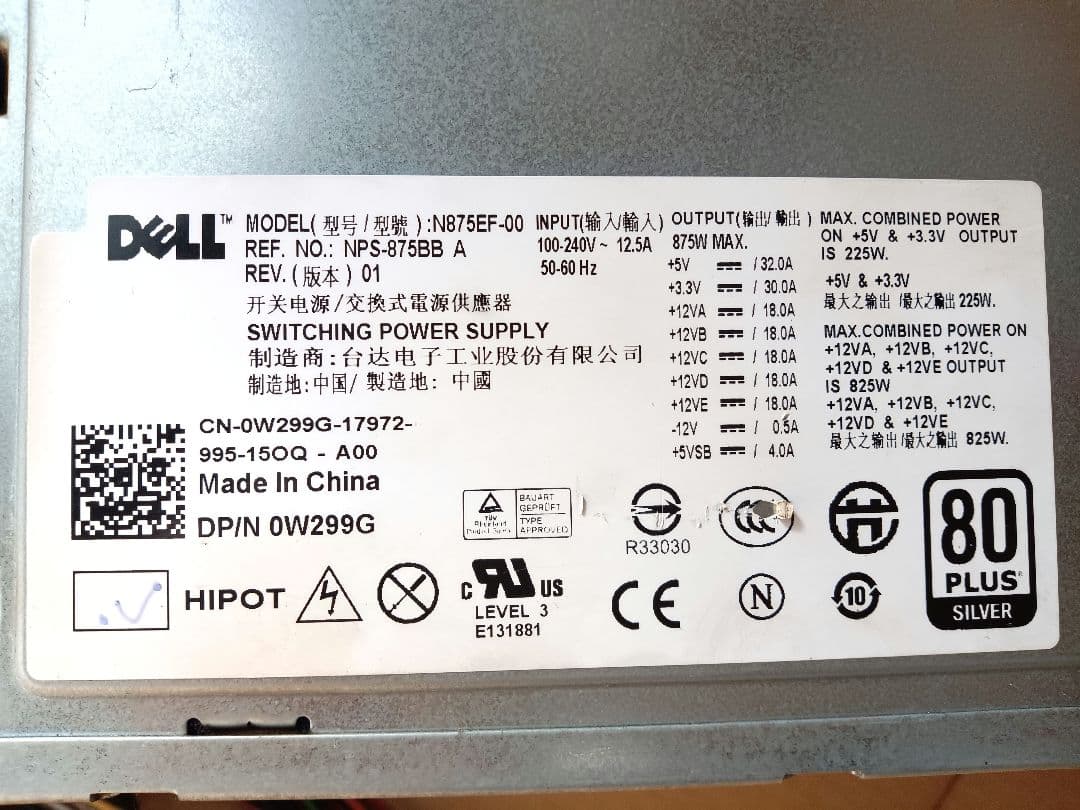 DELL™
MODEL(型号/型號):N875EF-00
REF. NO.: NPS-875BB A
REV.(版本) 01
开关电源/交換式電源供應器
SWITCHING POWER SUPPLY
制造商:台达电子工业股份有限公司
制造地:中国/製造地: 中國
INPUT(输入/輸入)
100-240V~ 12.5A
50-60Hz
OUTPUT(输出/輸出)
875W MAX.
+5V / 32.0A
+3.3V / 30.0A
+12VA / 18.0A
+12VB / 18.0A
+12VC / 18.0A
+12VD / 18.0A
+12VE / 18.0A
-12V / 0.5A
+5VSB / 4.0A
MAX. COMBINED POWER
ON +5V & +3.3V OUTPUT
IS 225W.
+5V & +3.3V
最大之输出/最大之輸出 225W.
MAX.COMBINED POWER ON
+12VA, +12VB, +12VC,
+12VD & +12VE OUTPUT
IS 825W
+12VA, +12VB, +12VC,
+12VD & +12VE
最大之输出/最大之輸出 825W.
CN-0W299G-17972-
995-15OQ - A00
Made In China
DP/N 0W299G
TÜV
Rheinland
Product Safety
BAUART
GEPRÜFT
TYPE
APPROVED
R33030
CCC
80
PLUS®
SILVER
HIPOT
c RU US
LEVEL 3
E131881
CE
N
10